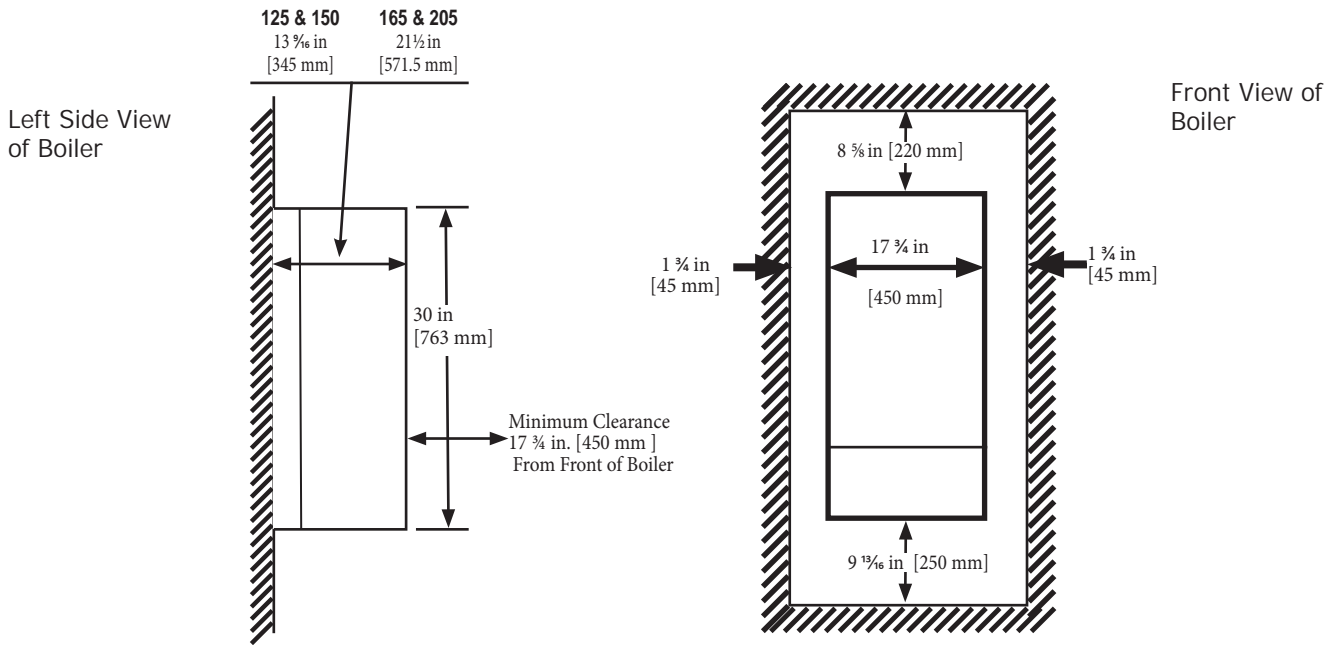 125 & 150
13 9⁄16 in
[345 mm]
165 & 205
21½ in
[571.5 mm]
Left Side View
of Boiler
30 in
[763 mm]
Minimum Clearance
17 ¾ in. [450 mm ]
From Front of Boiler
Front View of
Boiler
8 ⅝ in [220 mm]
1 ¾ in
[45 mm]
17 ¾ in
[450 mm]
1 ¾ in
[45 mm]
9 13⁄16 in [250 mm]